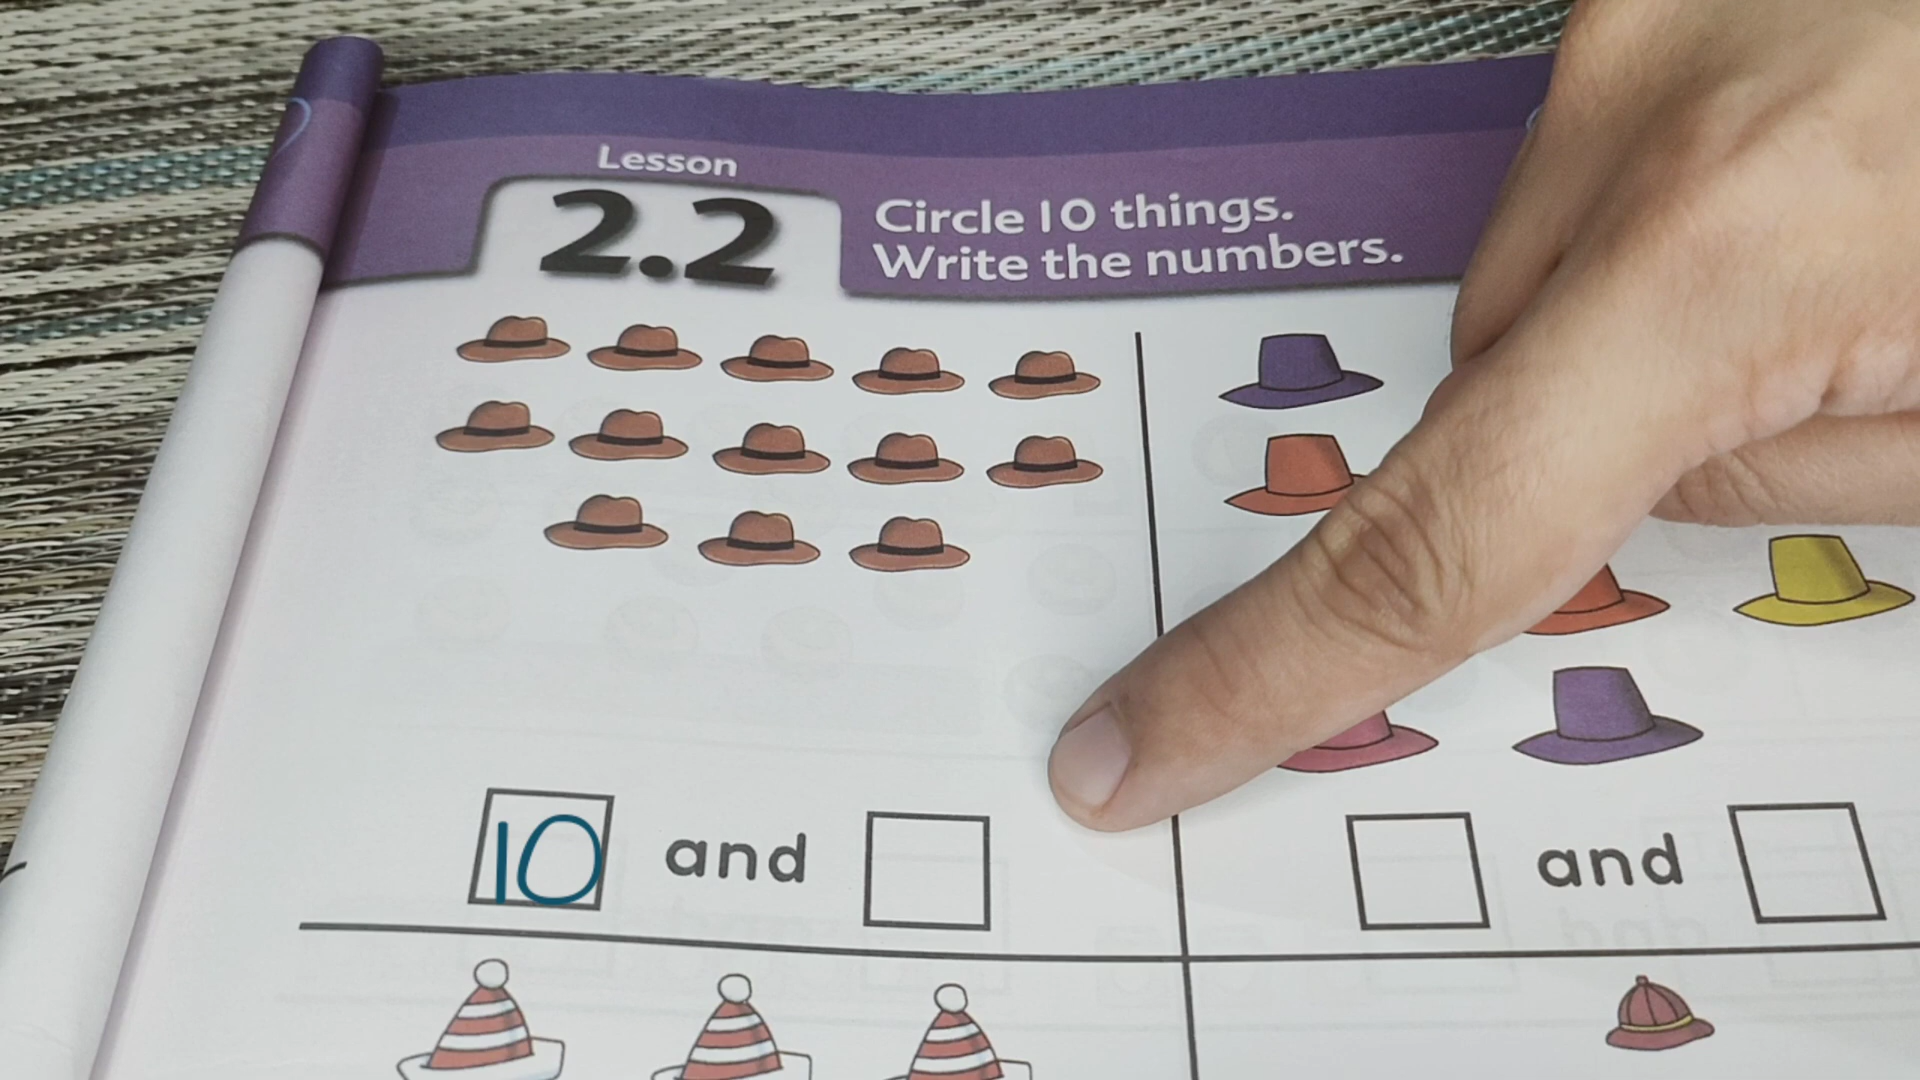 Lesson
2.2
Circle 10 things.
Write the numbers.
10 and
and